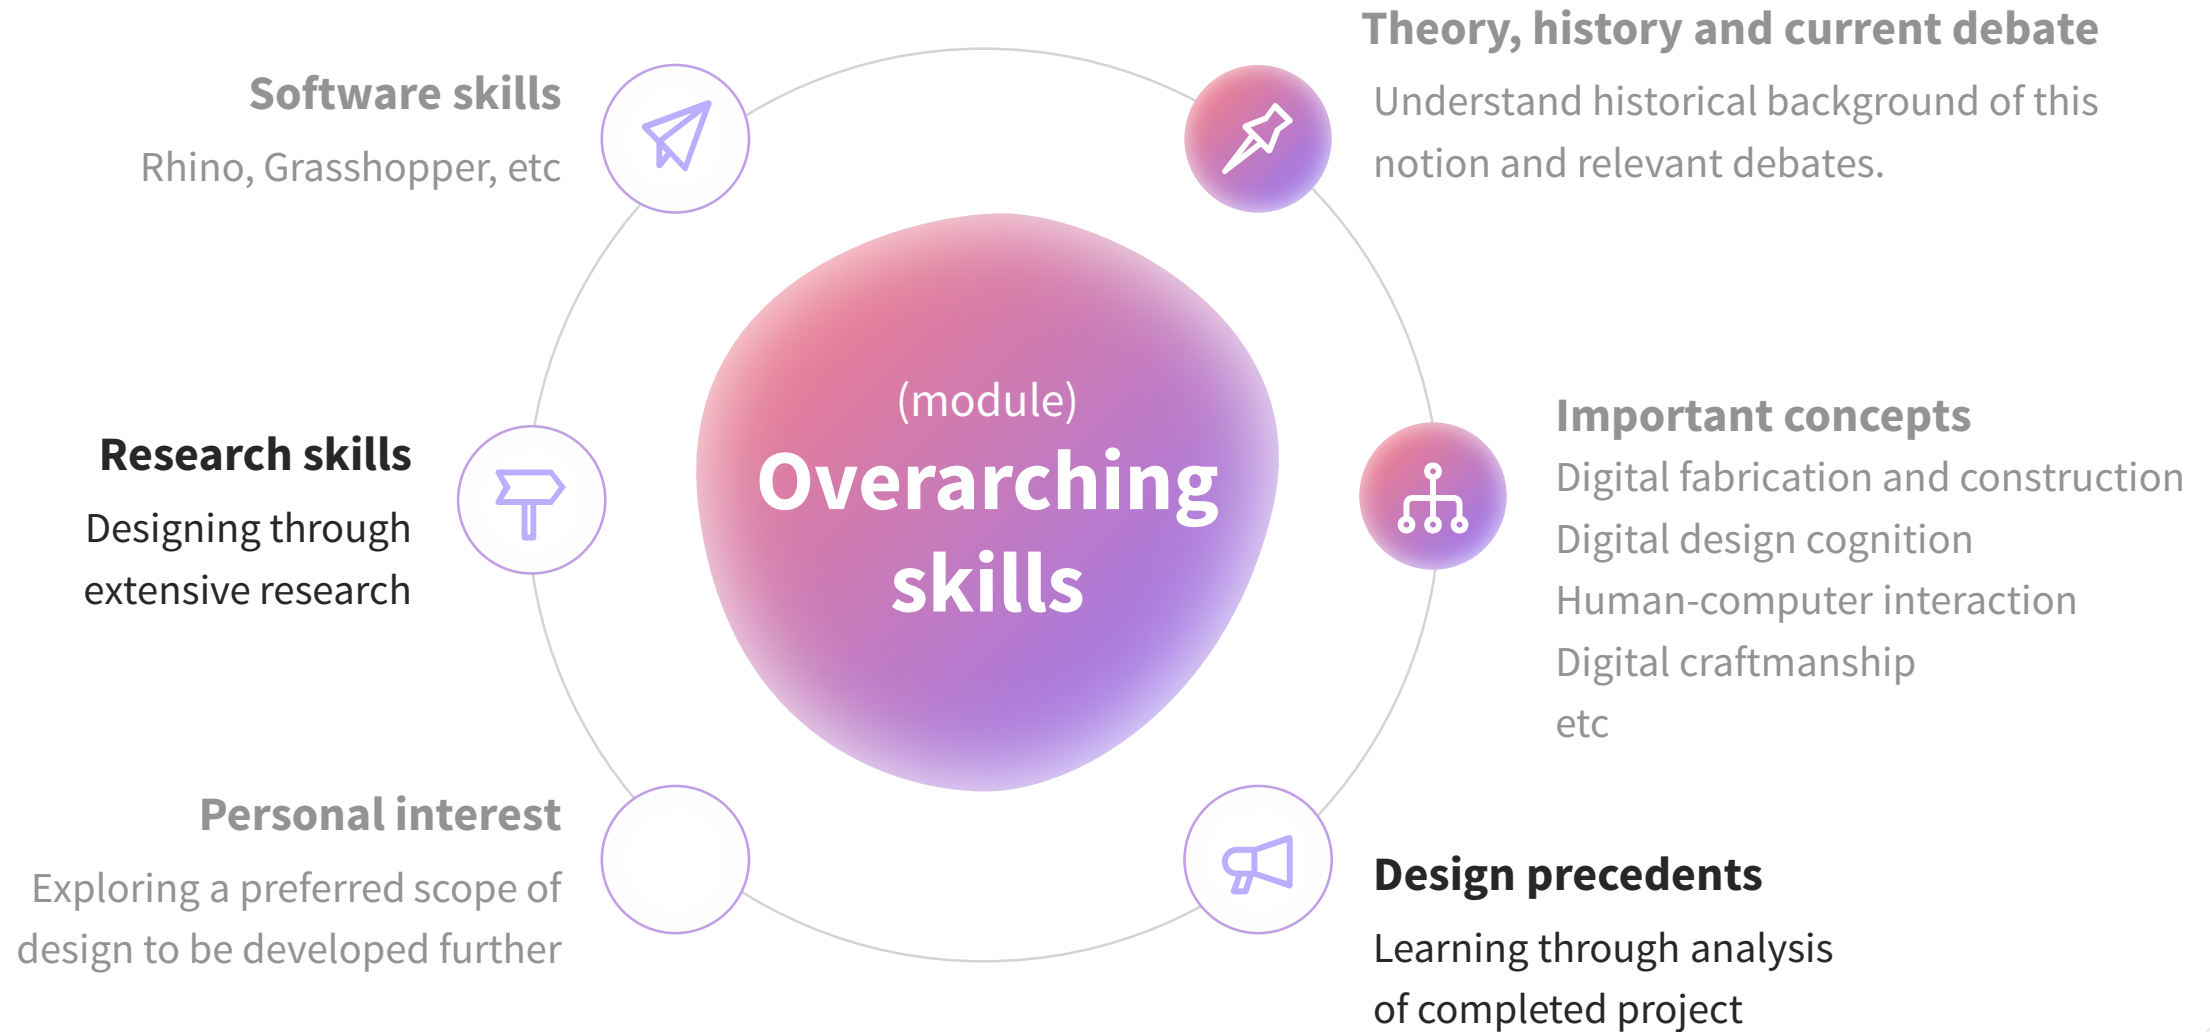 Software skills
Rhino, Grasshopper, etc
Theory, history and current debate
Understand historical background of this
notion and relevant debates.
(module)
Overarching
skills
Research skills
Designing through
extensive research
Important concepts
Digital fabrication and construction
Digital design cognition
Human-computer interaction
Digital craftmanship
etc
Personal interest
Exploring a preferred scope of
design to be developed further
Design precedents
Learning through analysis
of completed project